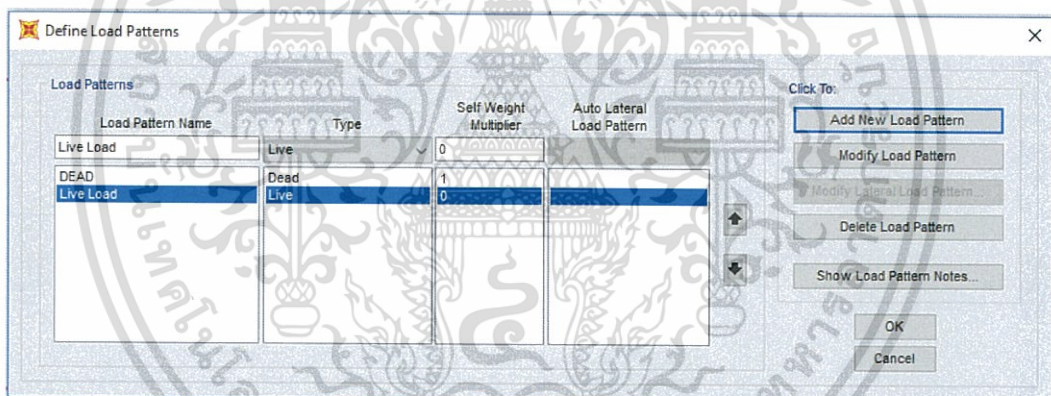 Define Load Patterns
Load Patterns
Click To:
Load Pattern Name Type Self Weight Multiplier Auto Lateral Load Pattern
Live Load Live 0
DEAD Dead 1
Live Load Live 0
Add New Load Pattern
Modify Load Pattern
Modify Lateral Load Pattern...
Delete Load Pattern
Show Load Pattern Notes...
OK
Cancel